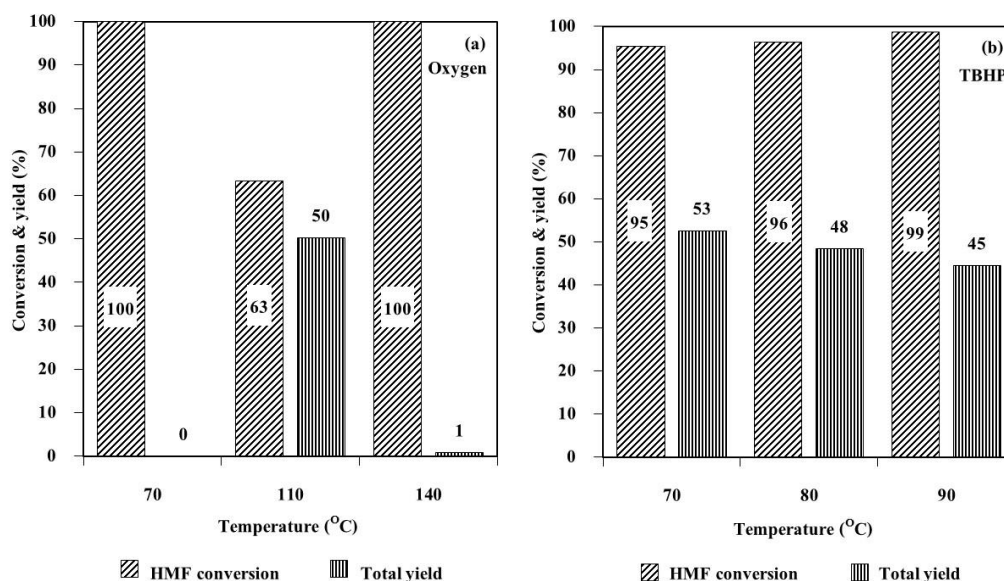 (a)
Oxygen
Conversion & yield (%)
100
90
80
70
60
50
40
30
20
10
0
100
0
63
50
100
1
70 110 140
Temperature (OC)
HMF conversion Total yield
(b)
TBHP
Conversion & yield (%)
100
90
80
70
60
50
40
30
20
10
0
95
53
96
48
99
45
70 80 90
Temperature (OC)
HMF conversion Total yield